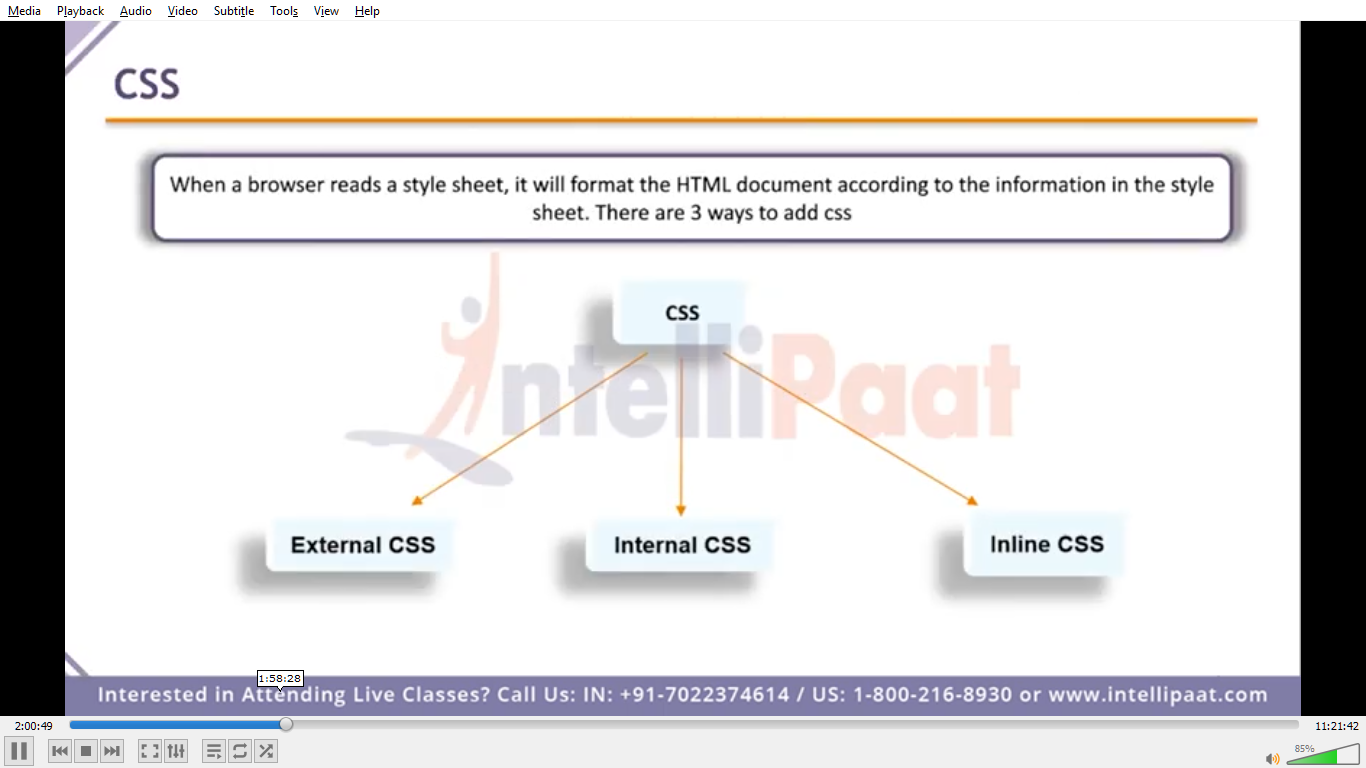 Media Playback Audio Video Subtitle Tools View Help
CSS
When a browser reads a style sheet, it will format the HTML document according to the information in the style
sheet. There are 3 ways to add css
CSS
IntelliPaat
External CSS Internal CSS Inline CSS
1:58:28
Interested in Attending Live Classes? Call Us: IN: +91-7022374614 / US: 1-800-216-8930 or www.intellipaat.com
2:00:49 11:21:42
85%